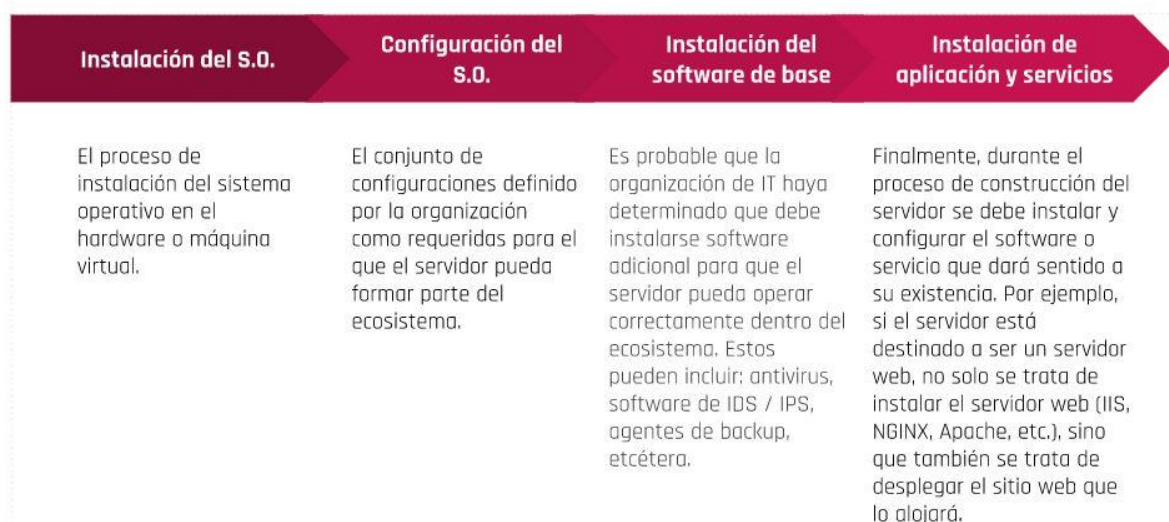 Instalación del S.O.
Configuración del
S.O.
Instalación del
software de base
Instalación de
aplicación y servicios
El proceso de
instalación del sistema
operativo en el
hardware o máquina
virtual.
El conjunto de
configuraciones definido
por la organización
como requeridas para el
que el servidor pueda
formar parte del
ecosistema.
Es probable que la
organización de IT haya
determinado que debe
instalarse software
adicional para que el
servidor pueda operar
correctamente dentro del
ecosistema. Estos
pueden incluir: antivirus,
software de IDS / IPS,
agentes de backup,
etcétera.
Finalmente, durante el
proceso de construcción del
servidor se debe instalar y
configurar el software o
servicio que dará sentido a
su existencia. Por ejemplo,
si el servidor está
destinado a ser un servidor
web, no solo se trata de
instalar el servidor web (IIS,
NGINX, Apache, etc.), sino
que también se trata de
desplegar el sitio web que
lo alojará.